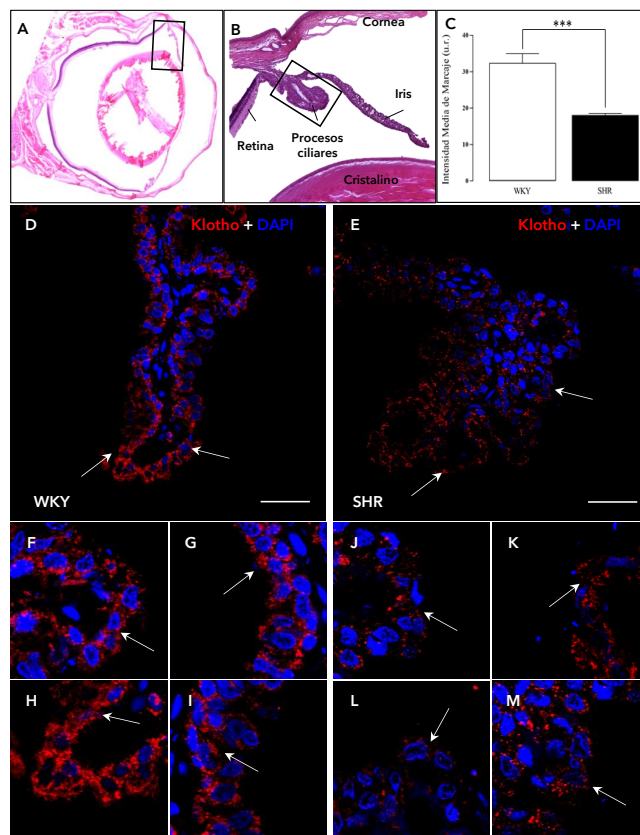 A
B
Cornea
Iris
Retina
Procesos
ciliares
Cristalino
C
***
Intensidad Media de Marcaje (u.r.)
40
30
20
10
0
WKY
SHR
D
Klotho + DAPI
WKY
E
Klotho + DAPI
SHR
F
G
J
K
H
I
L
M